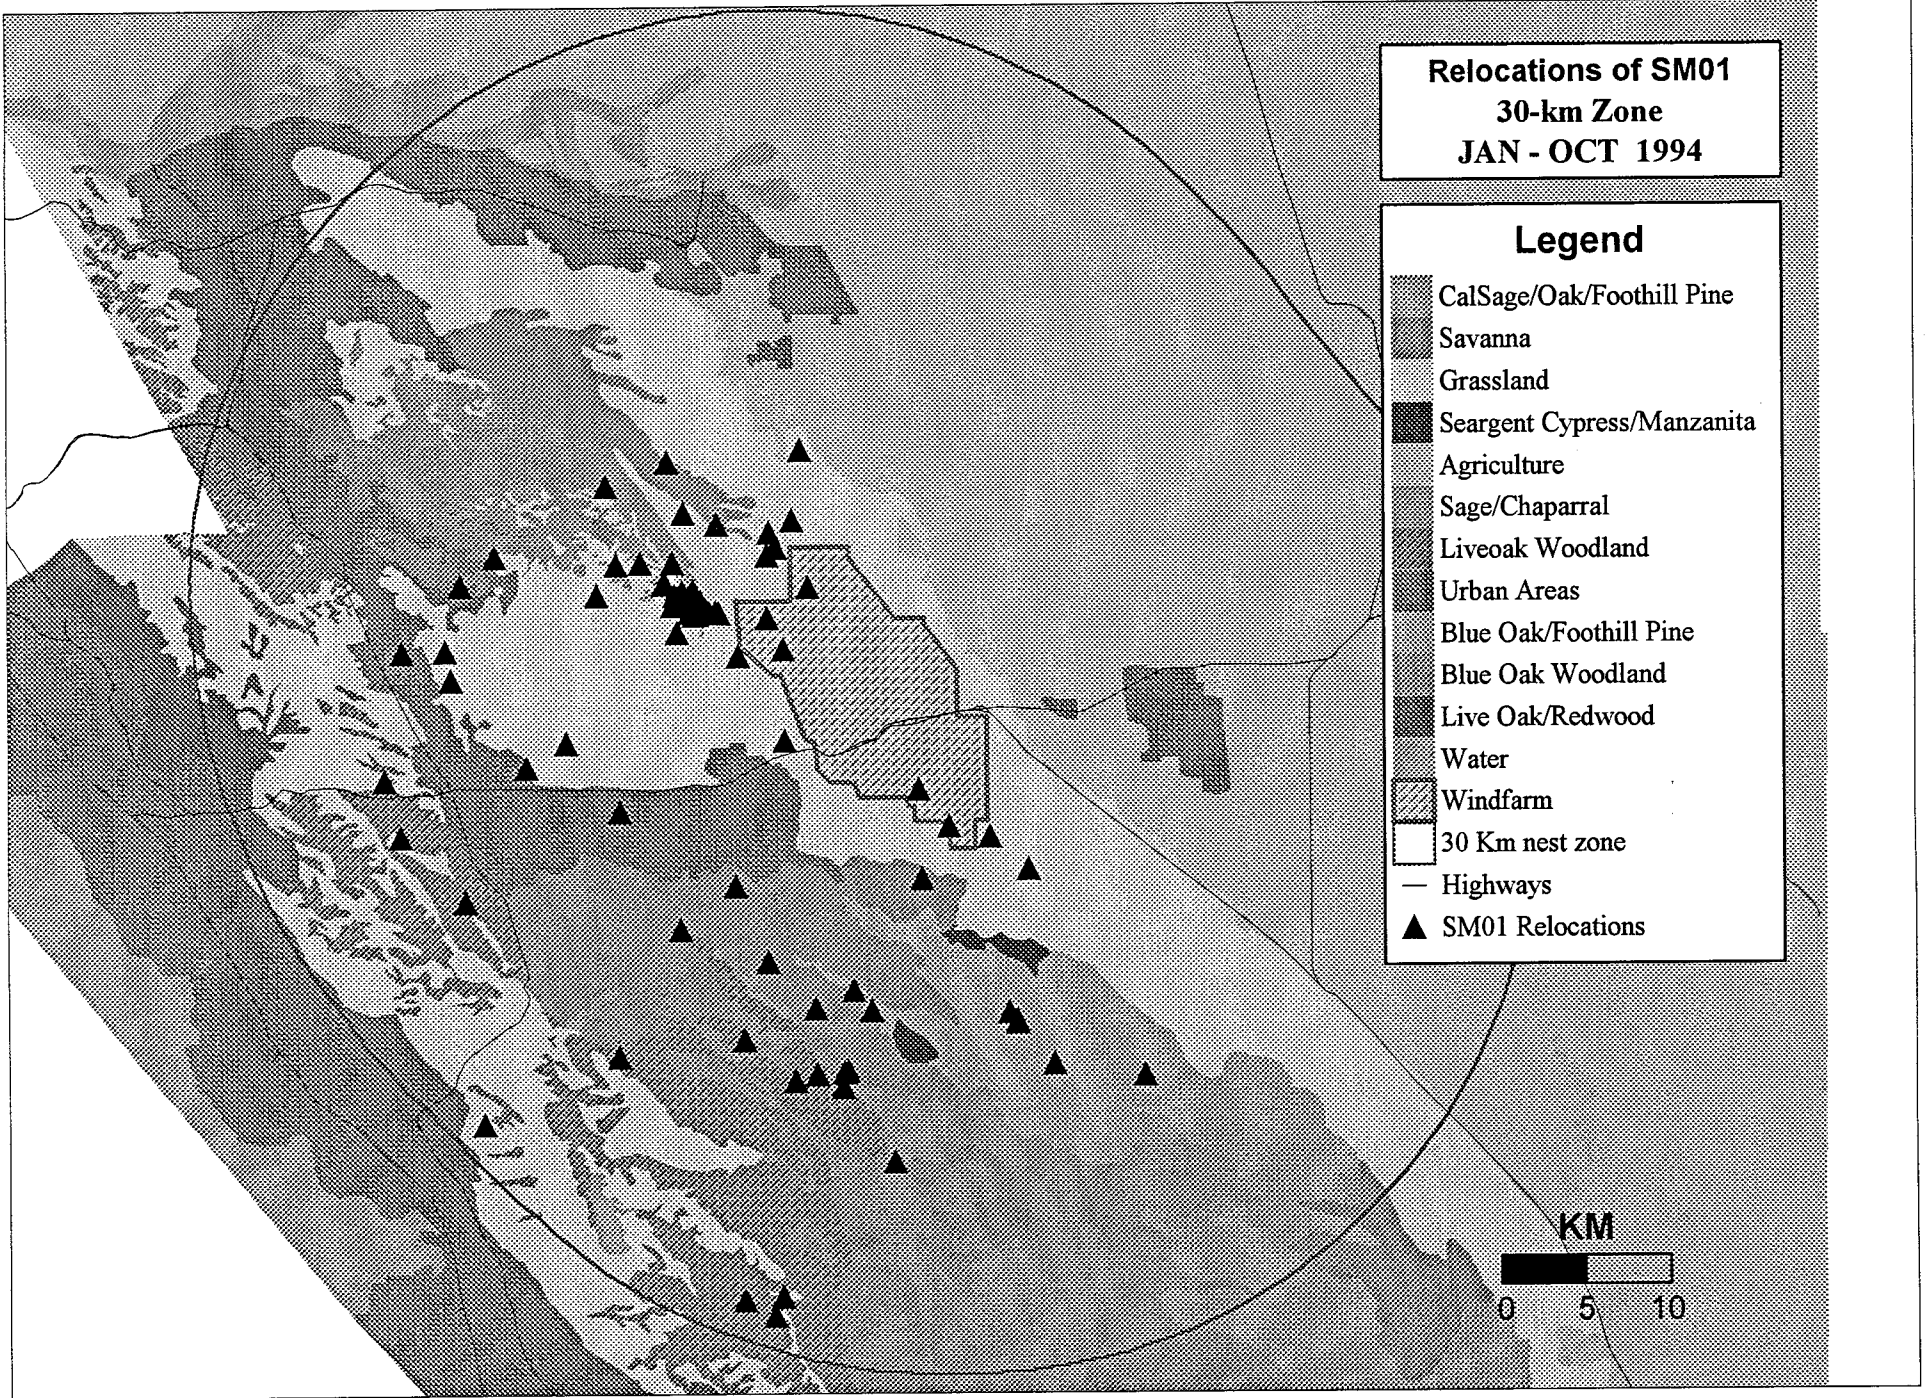 Relocations of SM01
30-km Zone
JAN - OCT 1994
Legend
CalSage/Oak/Foothill Pine
Savanna
Grassland
Seargent Cypress/Manzanita
Agriculture
Sage/Chaparral
Liveoak Woodland
Urban Areas
Blue Oak/Foothill Pine
Blue Oak Woodland
Live Oak/Redwood
Water
Windfarm
30 Km nest zone
Highways
SM01 Relocations
KM
0 5 10